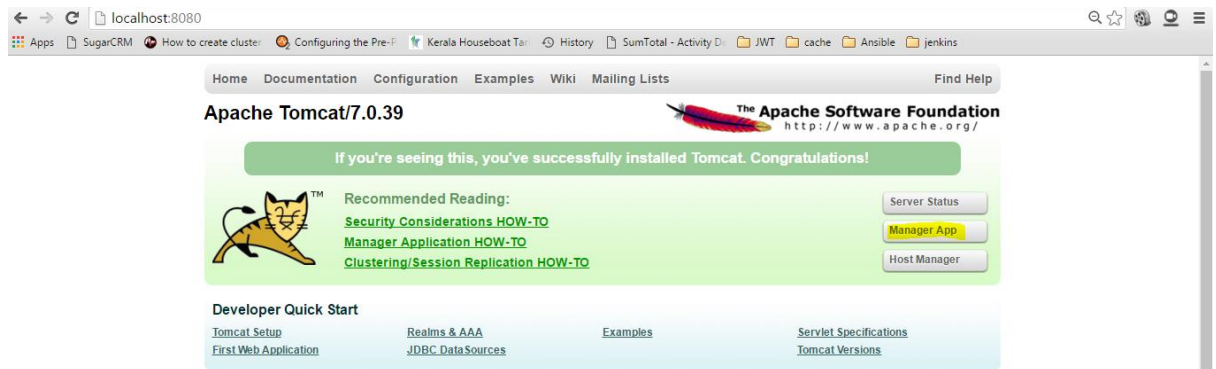 localhost:8080
Apps SugarCRM How to create cluster Configuring the Pre-P Kerala Houseboat Tari History SumTotal - Activity De JWT cache Ansible jenkins
Home Documentation Configuration Examples Wiki Mailing Lists Find Help
Apache Tomcat/7.0.39
The Apache Software Foundation
http://www.apache.org/
If you're seeing this, you've successfully installed Tomcat. Congratulations!
TM
Recommended Reading:
Security Considerations HOW-TO
Manager Application HOW-TO
Clustering/Session Replication HOW-TO
Server Status
Manager App
Host Manager
Developer Quick Start
Tomcat Setup Realms & AAA Examples Servlet Specifications
First Web Application JDBC DataSources Tomcat Versions